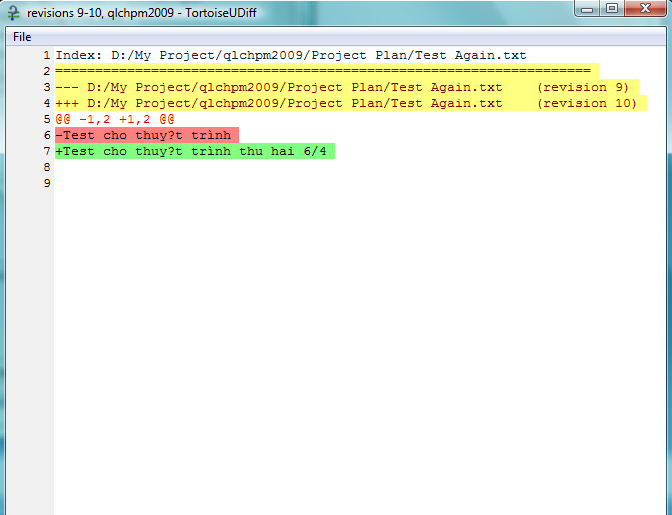 revisions 9-10, qlchpm2009 - TortoiseUDiff
File
1 Index: D:/My Project/qlchpm2009/Project Plan/Test Again.txt
2 ===================================================================
3 --- D:/My Project/qlchpm2009/Project Plan/Test Again.txt (revision 9)
4 +++ D:/My Project/qlchpm2009/Project Plan/Test Again.txt (revision 10)
5 @@ -1,2 +1,2 @@
6 -Test cho thuy?t trình
7 +Test cho thuy?t trình thu hai 6/4
8
9